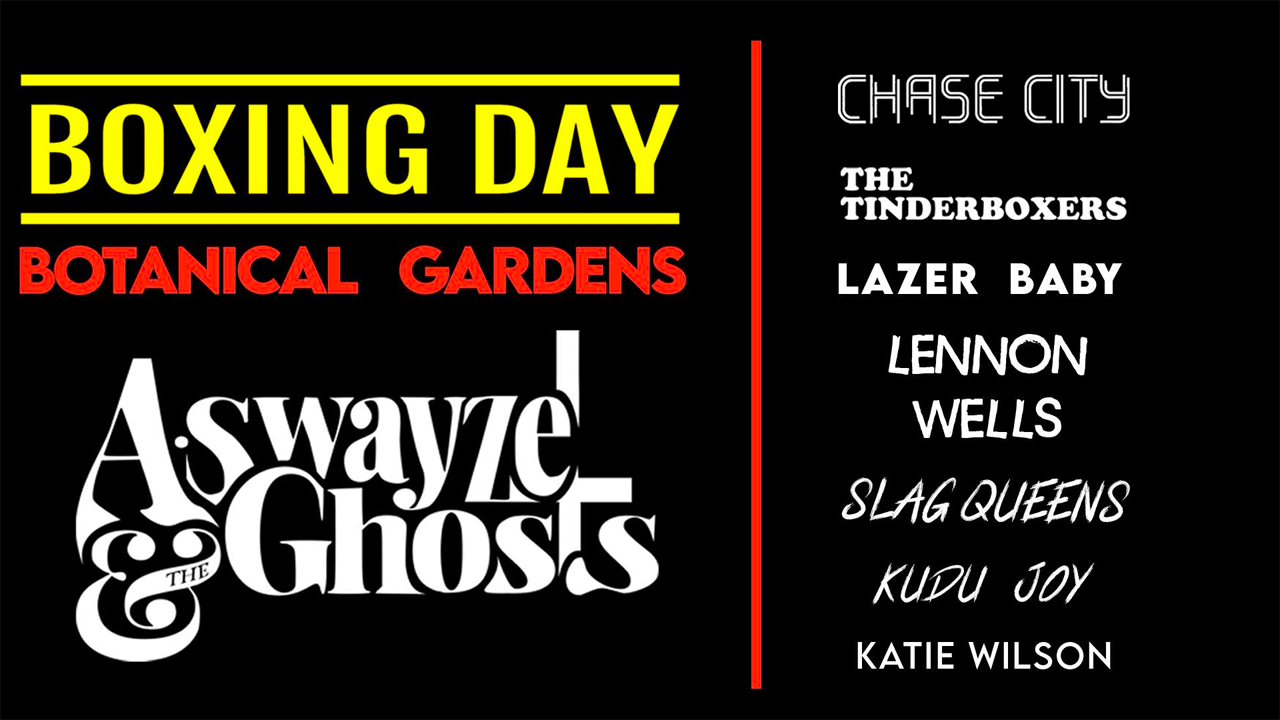 BOXING DAY
BOTANICAL GARDENS
A.Swayze
& THE Ghosts
CHASE CITY
THE
TINDERBOXERS
LAZER BABY
LENNON
WELLS
SLAG QUEENS
KUDU JOY
KATIE WILSON